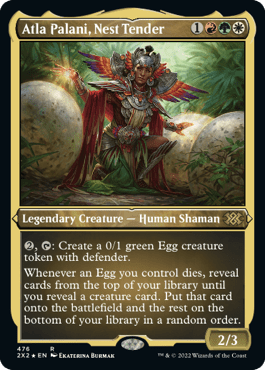 Atla Palani, Nest Tender 1
Legendary Creature — Human Shaman
2, : Create a 0/1 green Egg creature
token with defender.
Whenever an Egg you control dies, reveal
cards from the top of your library until
you reveal a creature card. Put that card
onto the battlefield and the rest on the
bottom of your library in a random order.
2/3
476 R
2X2 ★ EN Ekaterina Burmak
™ & © 2022 Wizards of the Coast